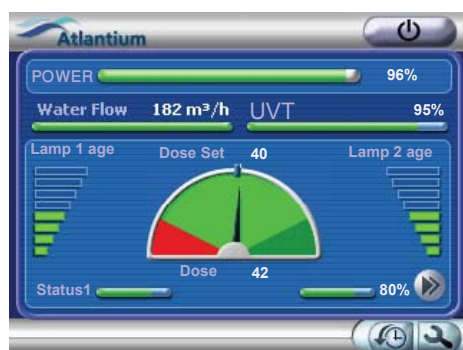 Atlantium
POWER 96%
Water Flow 182 m³/h UVT 95%
Lamp 1 age Dose Set 40 Lamp 2 age
Dose 42
Status1 80%